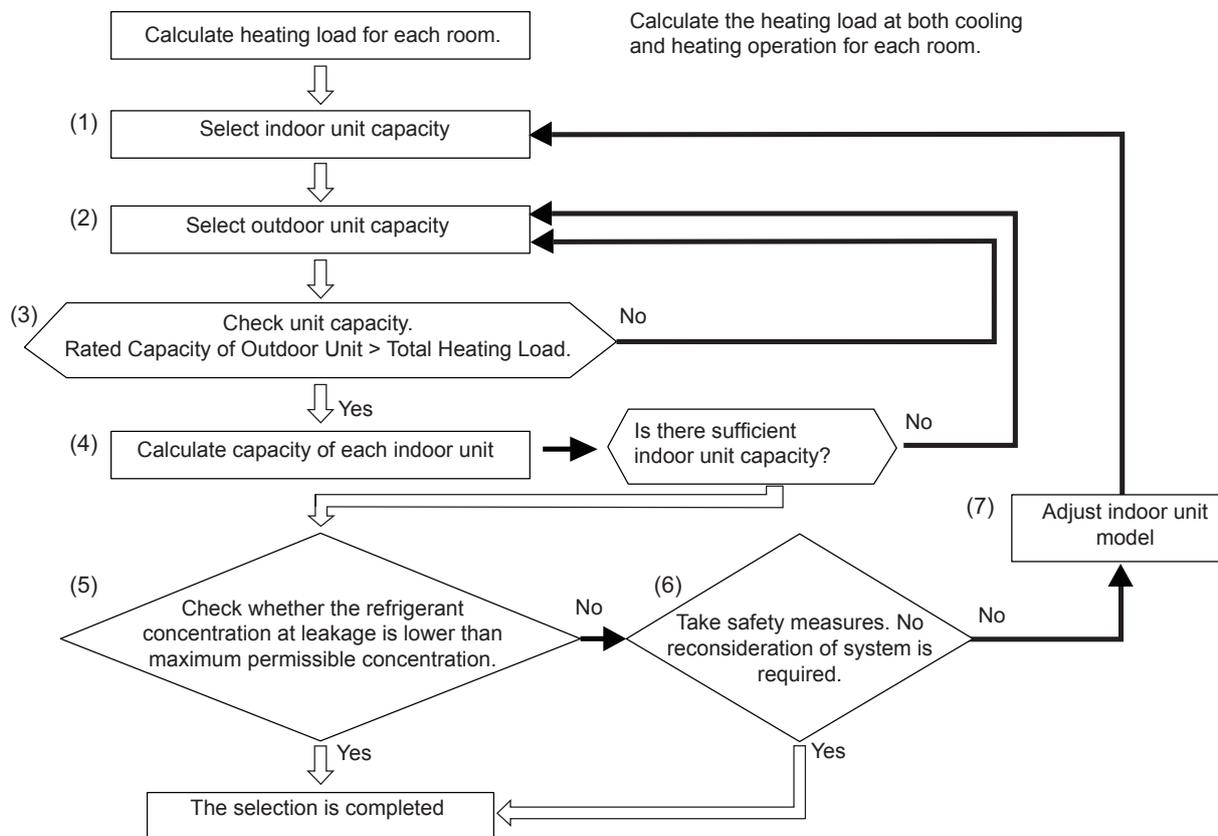 Calculate heating load for each room.
Calculate the heating load at both cooling
and heating operation for each room.
(1)
Select indoor unit capacity
(2)
Select outdoor unit capacity
(3)
Check unit capacity.
Rated Capacity of Outdoor Unit > Total Heating Load.
No
Yes
(4)
Calculate capacity of each indoor unit
Is there sufficient
indoor unit capacity?
No
(7)
Adjust indoor unit
model
(5)
Check whether the refrigerant
concentration at leakage is lower than
maximum permissible concentration.
No
(6)
Take safety measures. No
reconsideration of system is
required.
No
Yes
Yes
The selection is completed